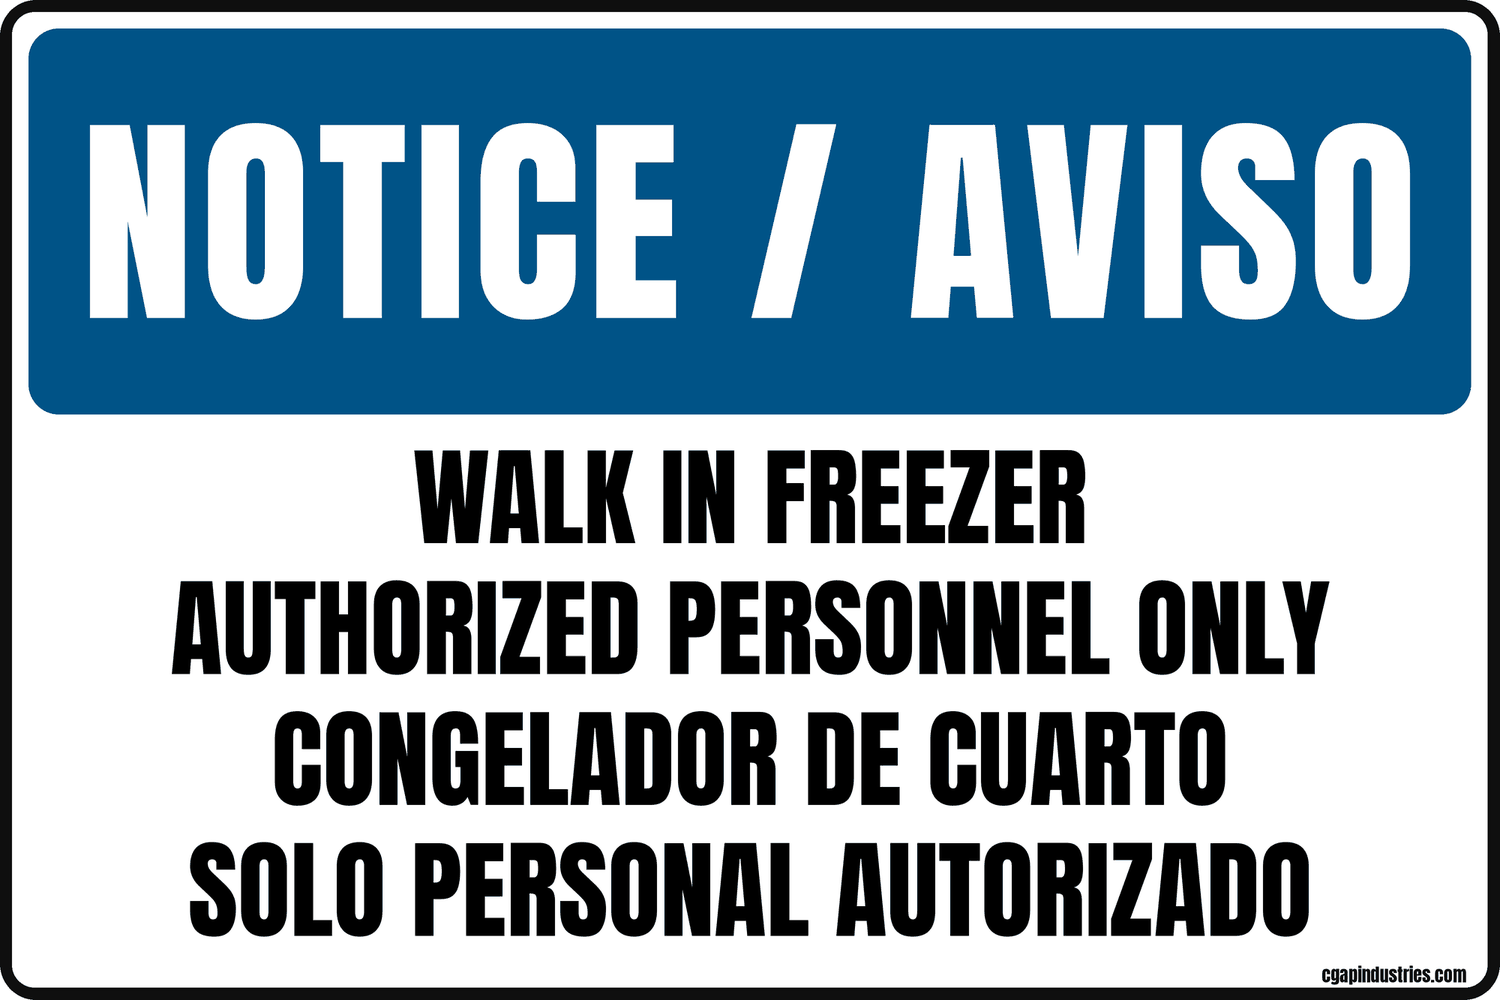 NOTICE / AVISO
WALK IN FREEZER
AUTHORIZED PERSONNEL ONLY
CONGELADOR DE CUARTO
SOLO PERSONAL AUTORIZADO
cgapindustries.com